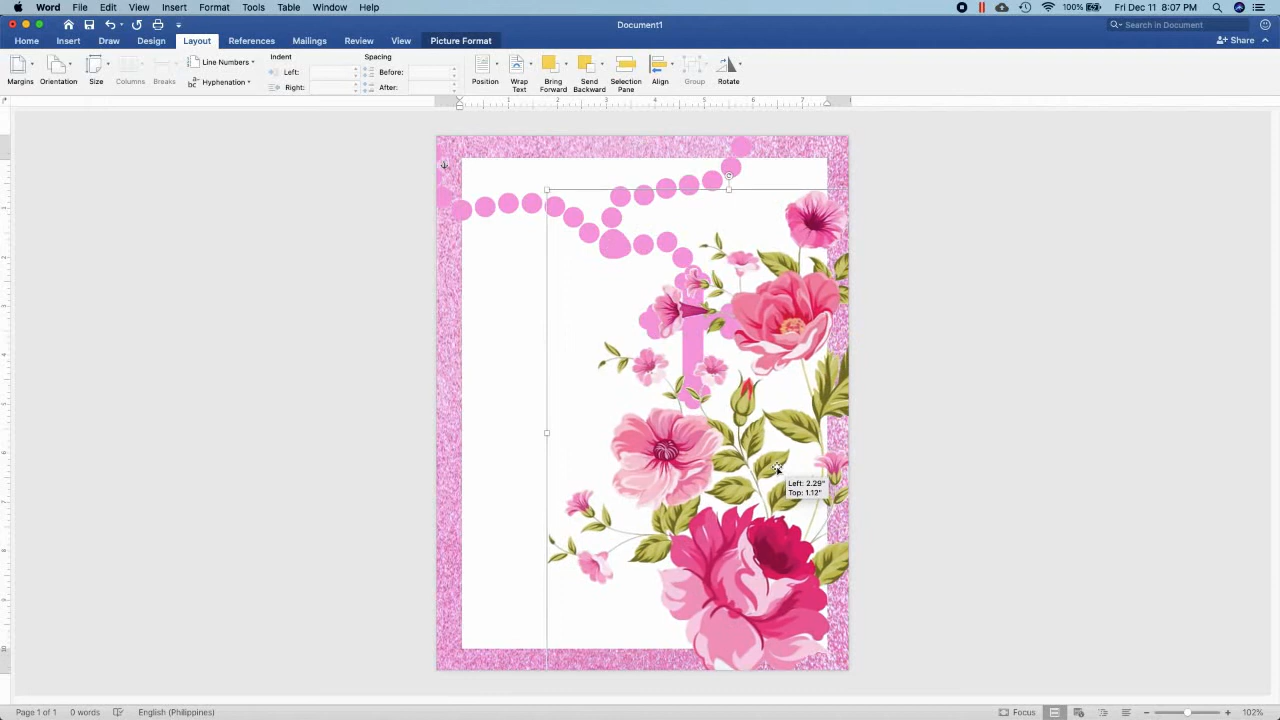 Word File Edit View Insert Format Tools Table Window Help 100% Fri Dec 11 8:07 PM
Document1
Search in Document
Home Insert Draw Design Layout References Mailings Review View Picture Format Share
Margins Orientation Size Columns Breaks Line Numbers Hyphenation Indent Left: Right: Spacing Before: After: Position Wrap Text Bring Forward Send Backward Selection Pane Align Group Rotate
Left: 2.29"
Top: 1.12"
Page 1 of 1 0 words English (Philippines) Focus 102%